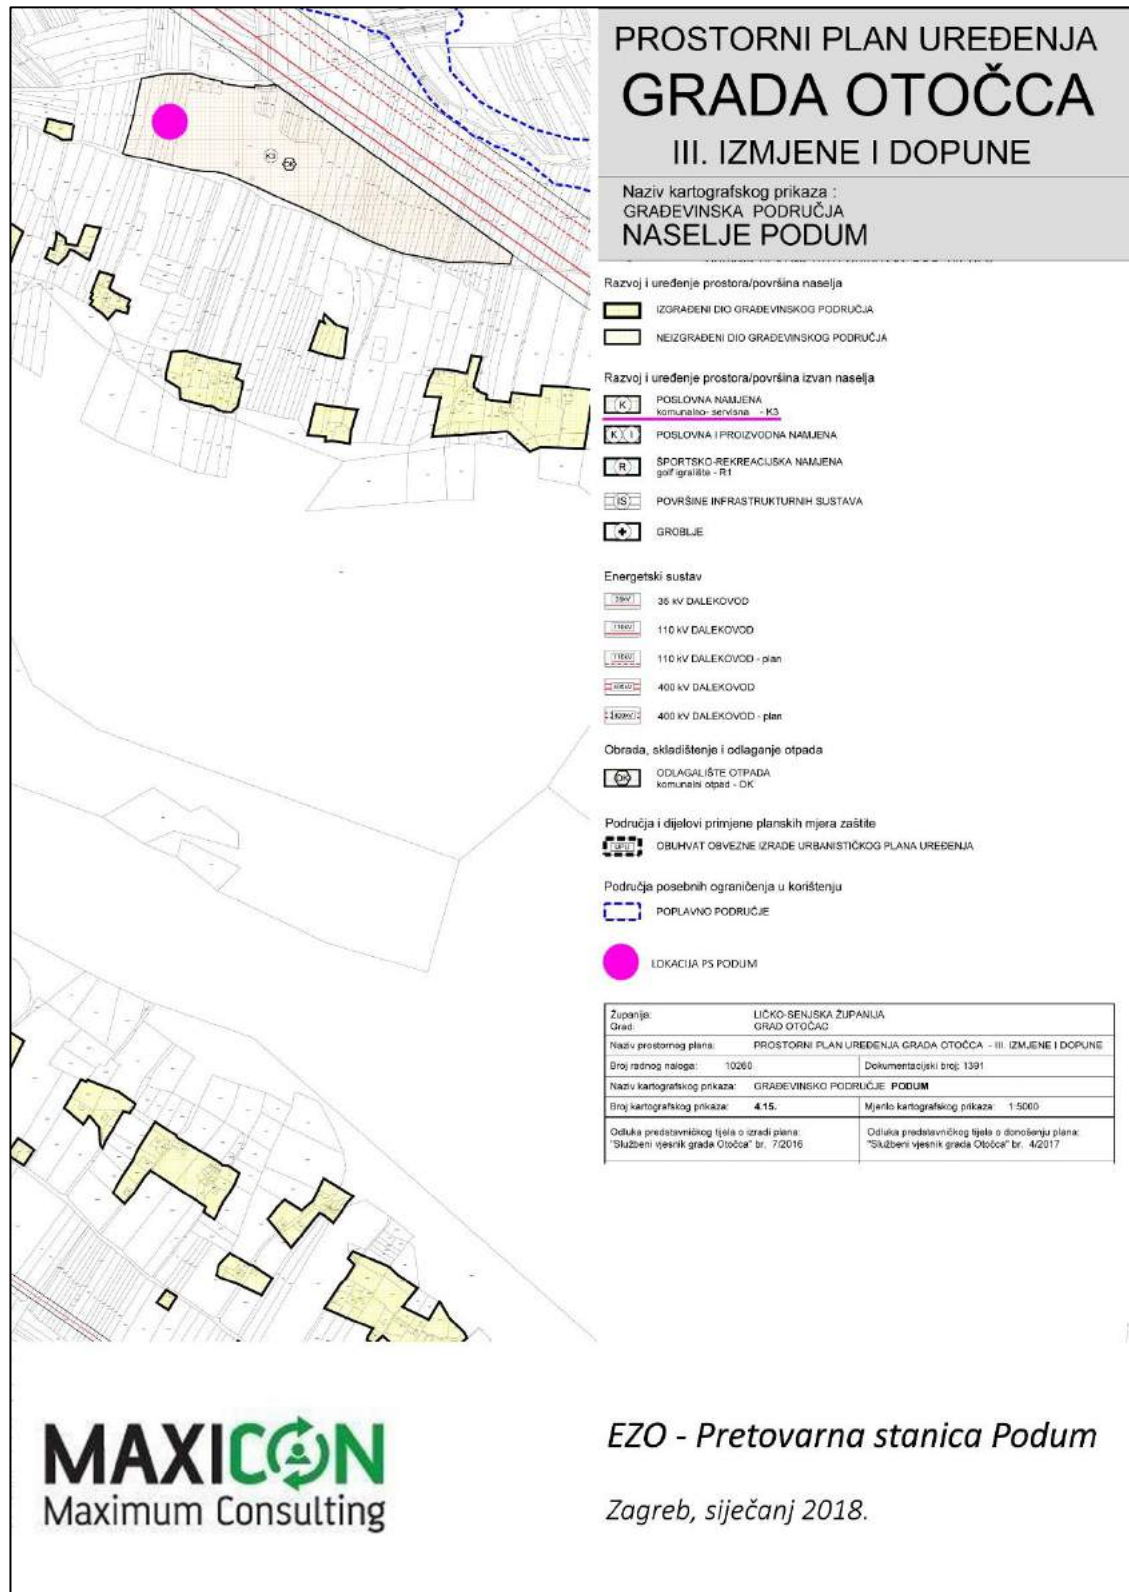 PROSTORNI PLAN UREĐENJA
GRADA OTOČCA
III. IZMJENE I DOPUNE
Naziv kartografskog prikaza :
GRAĐEVINSKA PODRUČJA
NASELJE PODUM
Razvoj i uređenje prostora/površina naselja
IZGRAĐENI DIO GRAĐEVINSKOG PODRUČJA
NEIZGRAĐENI DIO GRAĐEVINSKOG PODRUČJA
Razvoj i uređenje prostora/površina izvan naselja
K POSLOVNA NAMJENA
komunalno- servisna - K3
K I POSLOVNA I PROIZVODNA NAMJENA
R ŠPORTSKO-REKREACIJSKA NAMJENA
golf igralište - R1
IS POVRŠINE INFRASTRUKTURNIH SUSTAVA
GROBLJE
Energetski sustav
35kV 35 kV DALEKOVOD
110kV 110 kV DALEKOVOD
110kV 110 kV DALEKOVOD - plan
400kV 400 kV DALEKOVOD
400kV 400 kV DALEKOVOD - plan
Obrada, skladištenje i odlaganje otpada
OK ODLAGALIŠTE OTPADA
komunalni otpad - OK
Područja i dijelovi primjene planskih mjera zaštite
UPU OBUHVAT OBVEZNE IZRADE URBANISTIČKOG PLANA UREĐENJA
Područja posebnih ograničenja u korištenju
POPLAVNO PODRUČJE
LOKACIJA PS PODUM
Županija: LIČKO-SENJSKA ŽUPANIJA
Grad: GRAD OTOČAC
Naziv prostornog plana: PROSTORNI PLAN UREĐENJA GRADA OTOČCA - III. IZMJENE I DOPUNE
Broj radnog naloga: 10260 Dokumentacijski broj: 1391
Naziv kartografskog prikaza: GRAĐEVINSKO PODRUČJE PODUM
Broj kartografskog prikaza: 4.15. Mjerilo kartografskog prikaza: 1:5000
Odluka predstavničkog tijela o izradi plana:
"Službeni vjesnik grada Otočca" br. 7/2016
Odluka predstavničkog tijela o donošenju plana:
"Službeni vjesnik grada Otočca" br. 4/2017
K3
OK
MAXICON
Maximum Consulting
EZO - Pretovarna stanica Podum
Zagreb, siječanj 2018.